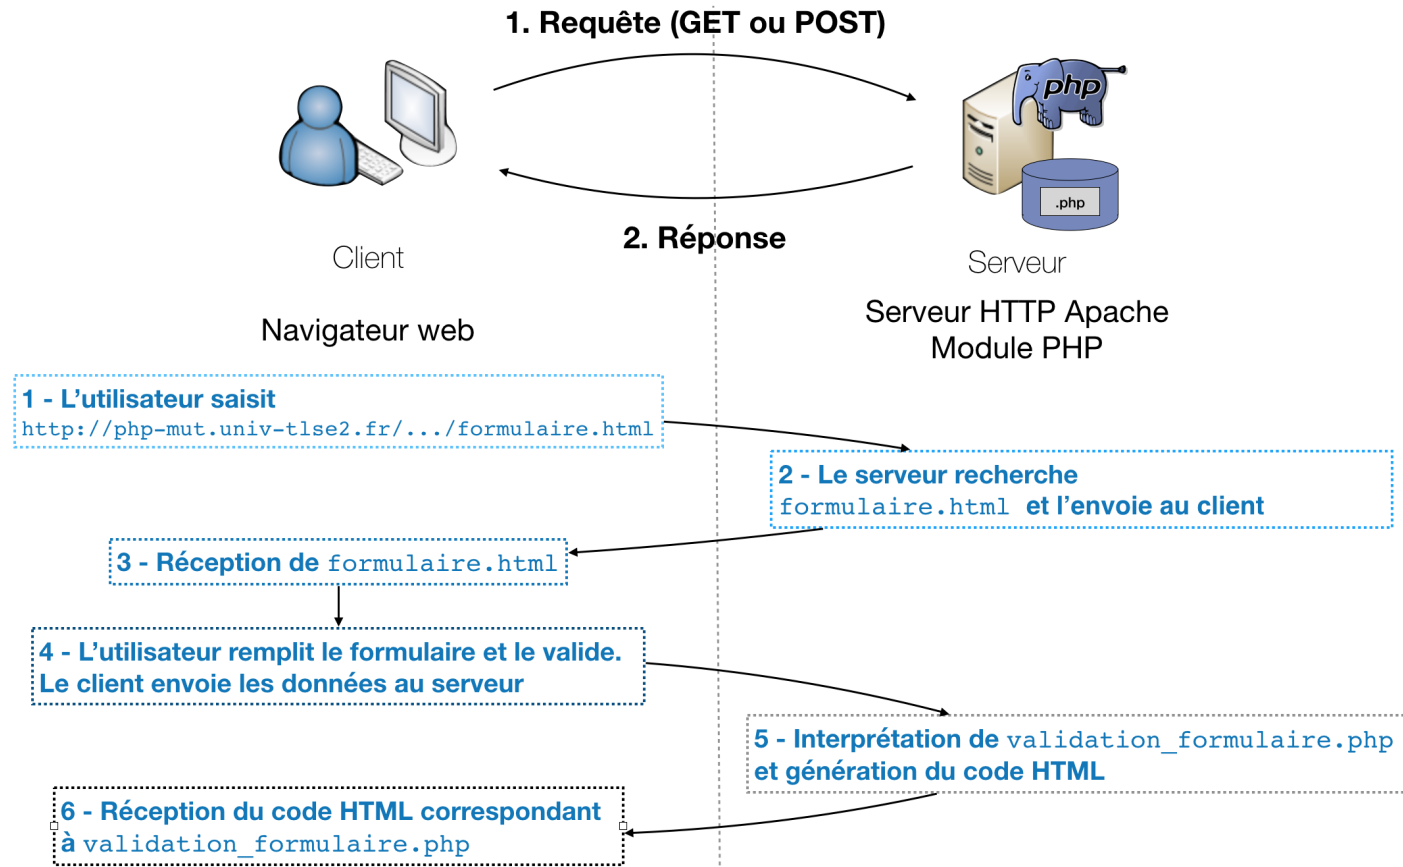 1. Requête (GET ou POST)
php
.php
2. Réponse
Client
Serveur
Navigateur web
Serveur HTTP Apache
Module PHP
1 - L’utilisateur saisit
http://php-mut.univ-tlse2.fr/.../formulaire.html
2 - Le serveur recherche
formulaire.html et l’envoie au client
3 - Réception de formulaire.html
4 - L’utilisateur remplit le formulaire et le valide.
Le client envoie les données au serveur
5 - Interprétation de validation_formulaire.php
et génération du code HTML
6 - Réception du code HTML correspondant
à validation_formulaire.php